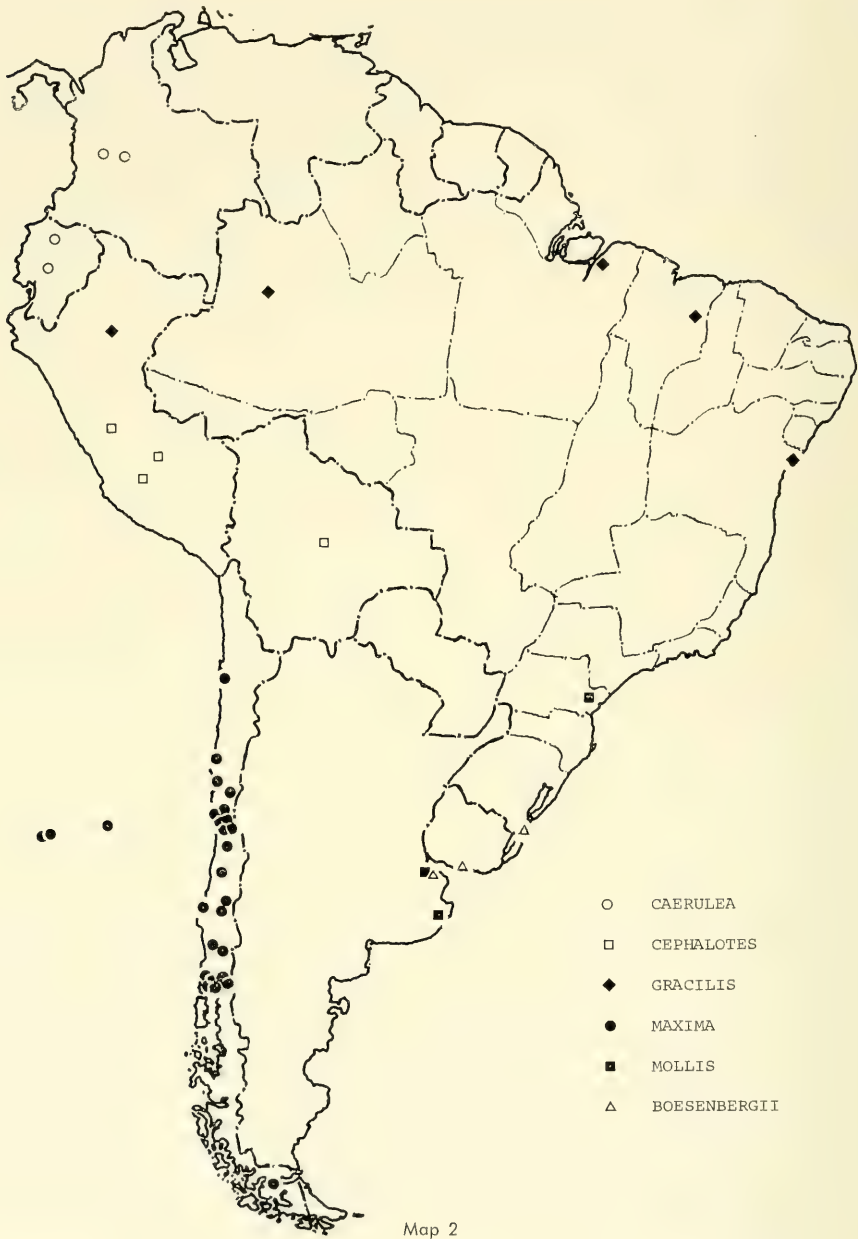 CAERULEA
CEPHALOTES
GRACILIS
MAXIMA
MOLLIS
BOESENBERGII
Map 2